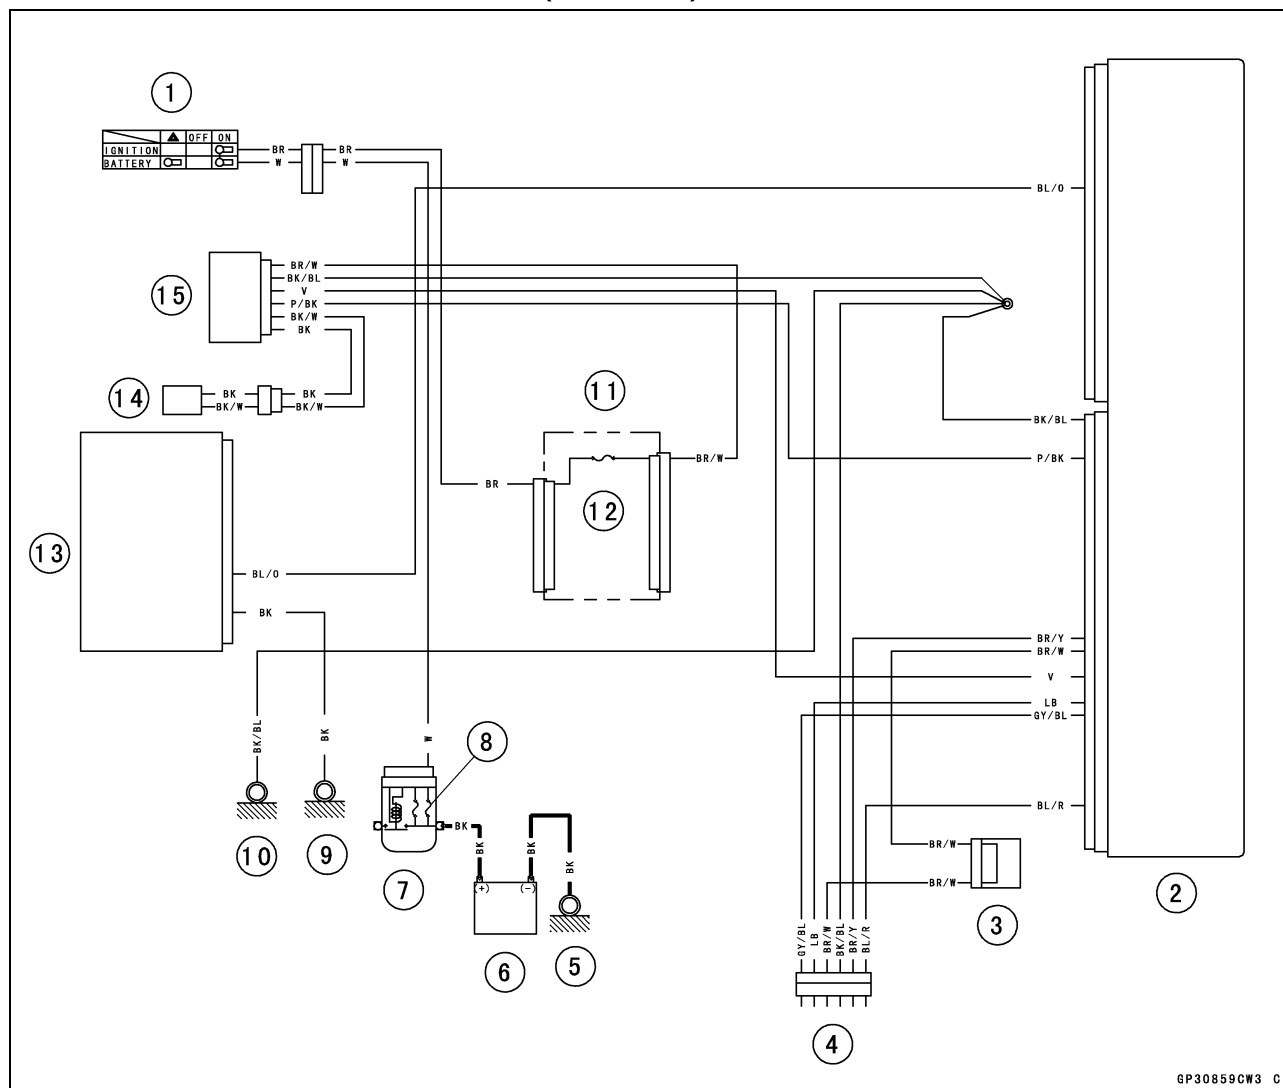 1
OFF ON
IGNITION
BATTERY
BR BR
W W
BL/O
15
BR/W
BK/BL
V
P/BK
BK/W
BK
14
BK BK
BK/W BK/W
11
BK/BL
BR/W P/BK
BR
12
13
BL/O
BK
BR/Y
BR/W
V
LB
GY/BL
BK/BL
BK
W
8
BL/R
BK
BK
BK
BK
BR/W
BR/W
(+) (-)
10
9
7
6
5
3
2
GY/BL
LB
BR/W
BK/BL
BR/Y
BL/R
4
GP30859CW3 C